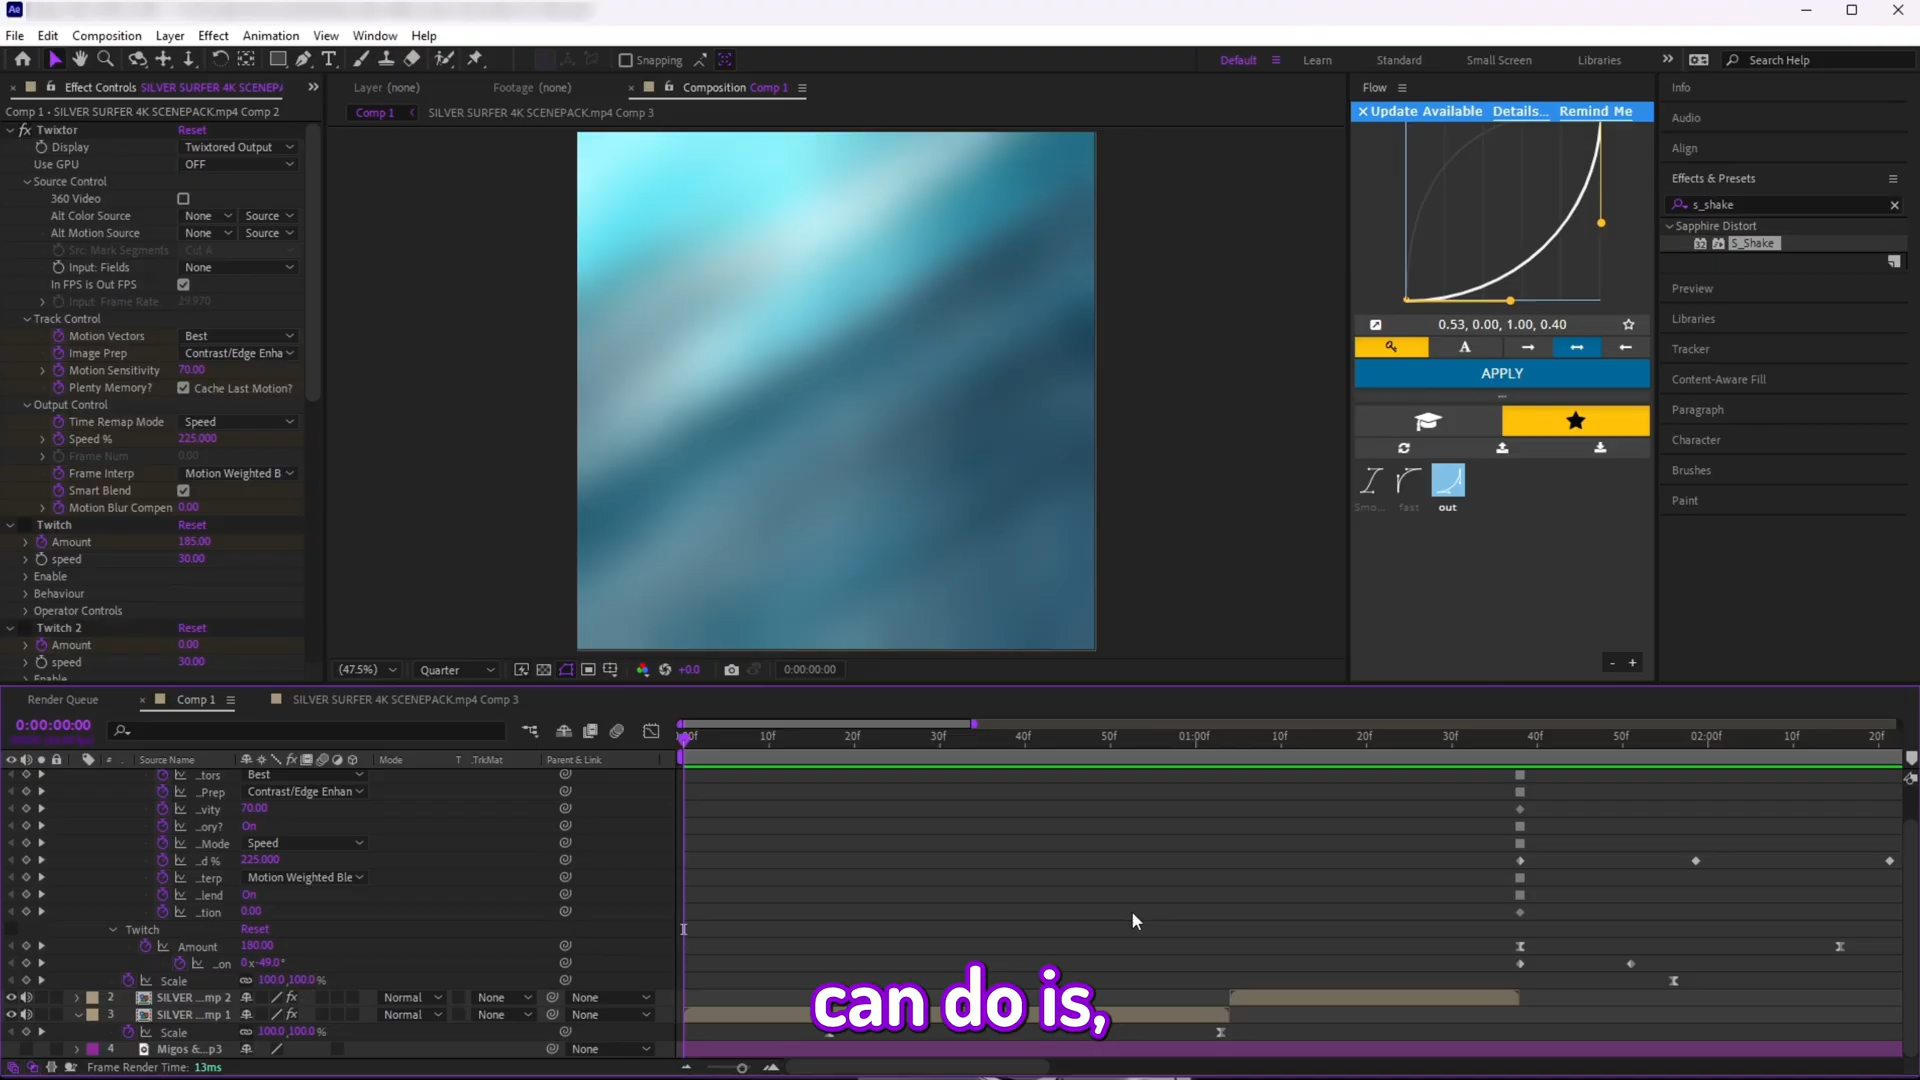 Ae
File Edit Composition Layer Effect Animation View Window Help
Snapping
Default Learn Standard Small Screen Libraries Search Help
Effect Controls SILVER SURFER 4K SCENEPA
Comp 1 • SILVER SURFER 4K SCENEPACK.mp4 Comp 2
fx Twixtor Reset
Display Twixtored Output
Use GPU OFF
Source Control
360 Video
Alt Color Source None Source
Alt Motion Source None Source
Src: Mark Segments Cut A
Input: Fields None
In FPS is Out FPS
Input: Frame Rate 29.970
Track Control
Motion Vectors Best
Image Prep Contrast/Edge Enha
Motion Sensitivity 70.00
Plenty Memory? Cache Last Motion?
Output Control
Time Remap Mode Speed
Speed % 225.000
Frame Num 0.00
Frame Interp Motion Weighted B
Smart Blend
Motion Blur Compen 0.00
Twitch Reset
Amount 185.00
speed 30.00
Enable
Behaviour
Operator Controls
Twitch 2 Reset
Amount 0.00
speed 30.00
Enable
Layer (none) Footage (none) Composition Comp 1
Comp 1 SILVER SURFER 4K SCENEPACK.mp4 Comp 3
(47.5%) Quarter +0.0 0:00:00:00
Flow
Update Available Details... Remind Me
0.53, 0.00, 1.00, 0.40
A
APPLY
Smo... fast out
- +
Info
Audio
Align
Effects & Presets
s_shake
Sapphire Distort
32 S_Shake
Preview
Libraries
Tracker
Content-Aware Fill
Paragraph
Character
Brushes
Paint
Render Queue Comp 1 SILVER SURFER 4K SCENEPACK.mp4 Comp 3
0:00:00:00
:00f 10f 20f 30f 40f 50f 01:00f 10f 20f 30f 40f 50f 02:00f 10f 20f
# Source Name fx Mode T .TrkMat Parent & Link
_tors Best
_Prep Contrast/Edge Enhan
_vity 70.00
_ory? On
_Mode Speed
_d % 225.000
_terp Motion Weighted Ble
_lend On
_tion 0.00
Twitch Reset
Amount 180.00
_on 0x-49.0°
Scale 100.0,100.0%
2 SILVER ...mp 2 fx Normal None None
3 SILVER ...mp 1 fx Normal None None
Scale 100.0,100.0%
4 Migos &...p3 None
Frame Render Time: 13ms
can do is,